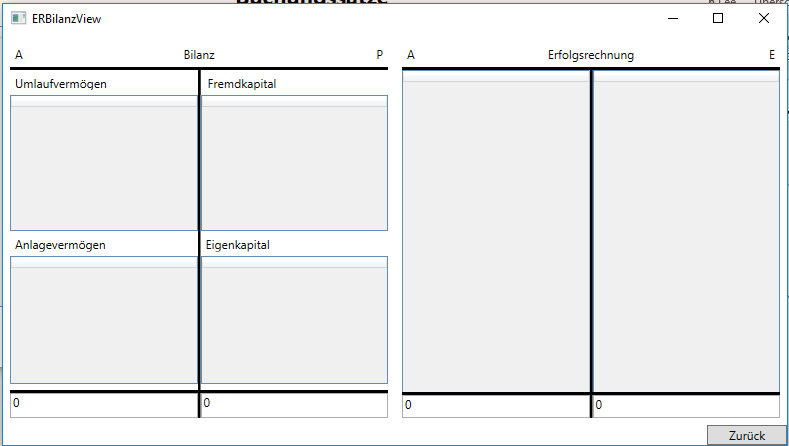 ERBilanzView
A Bilanz P
A Erfolgsrechnung E
Umlaufvermögen Fremdkapital
Anlagevermögen Eigenkapital
0 0
0 0
Zurück